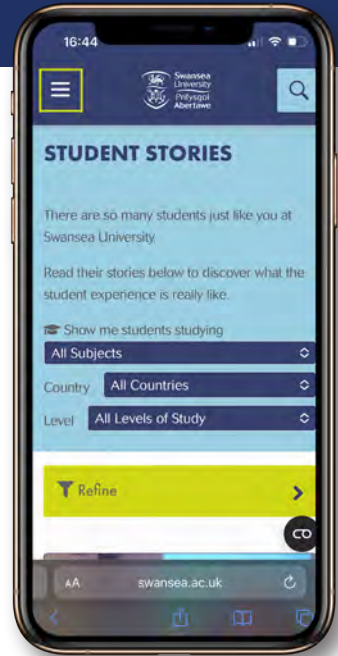 16:44
Swansea
University
Prifysgol
Abertawe
STUDENT STORIES
There are so many students just like you at
Swansea University
Read their stories below to discover what the
student experience is really like.
Show me students studying
All Subjects
Country All Countries
Level All Levels of Study
Refine
AA swansea.ac.uk